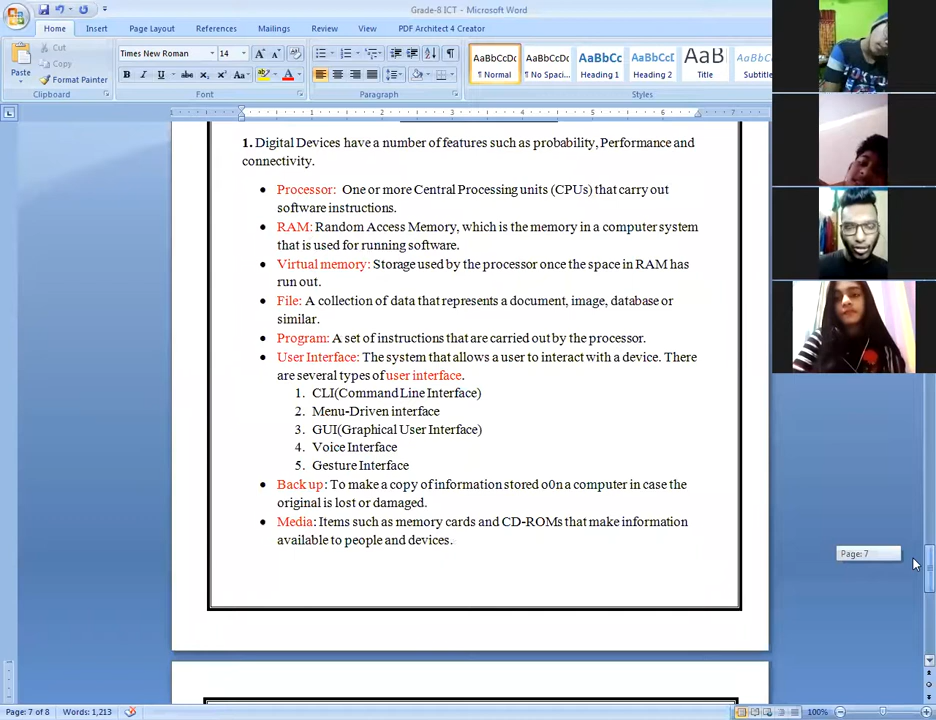 Grade-8 ICT - Microsoft Word
Home Insert Page Layout References Mailings Review View PDF Architect 4 Creator
Cut
Copy
Format Painter
Paste
Clipboard
Times New Roman 14
Font
Paragraph
AaBbCcDc AaBbCcDc AaBbCc AaBbCc AaB AaBbCc
¶ Normal ¶ No Spaci... Heading 1 Heading 2 Title Subtitle
Styles
1 2 3 4 5 6 7
1. Digital Devices have a number of features such as probability, Performance and
connectivity.
• Processor: One or more Central Processing units (CPUs) that carry out
software instructions.
• RAM: Random Access Memory, which is the memory in a computer system
that is used for running software.
• Virtual memory: Storage used by the processor once the space in RAM has
run out.
• File: A collection of data that represents a document, image, database or
similar.
• Program: A set of instructions that are carried out by the processor.
• User Interface: The system that allows a user to interact with a device. There
are several types of user interface.
1. CLI(Command Line Interface)
2. Menu-Driven interface
3. GUI(Graphical User Interface)
4. Voice Interface
5. Gesture Interface
• Back up: To make a copy of information stored o0n a computer in case the
original is lost or damaged.
• Media: Items such as memory cards and CD-ROMs that make information
available to people and devices.
Page: 7
Page: 7 of 8 Words: 1,213 100%